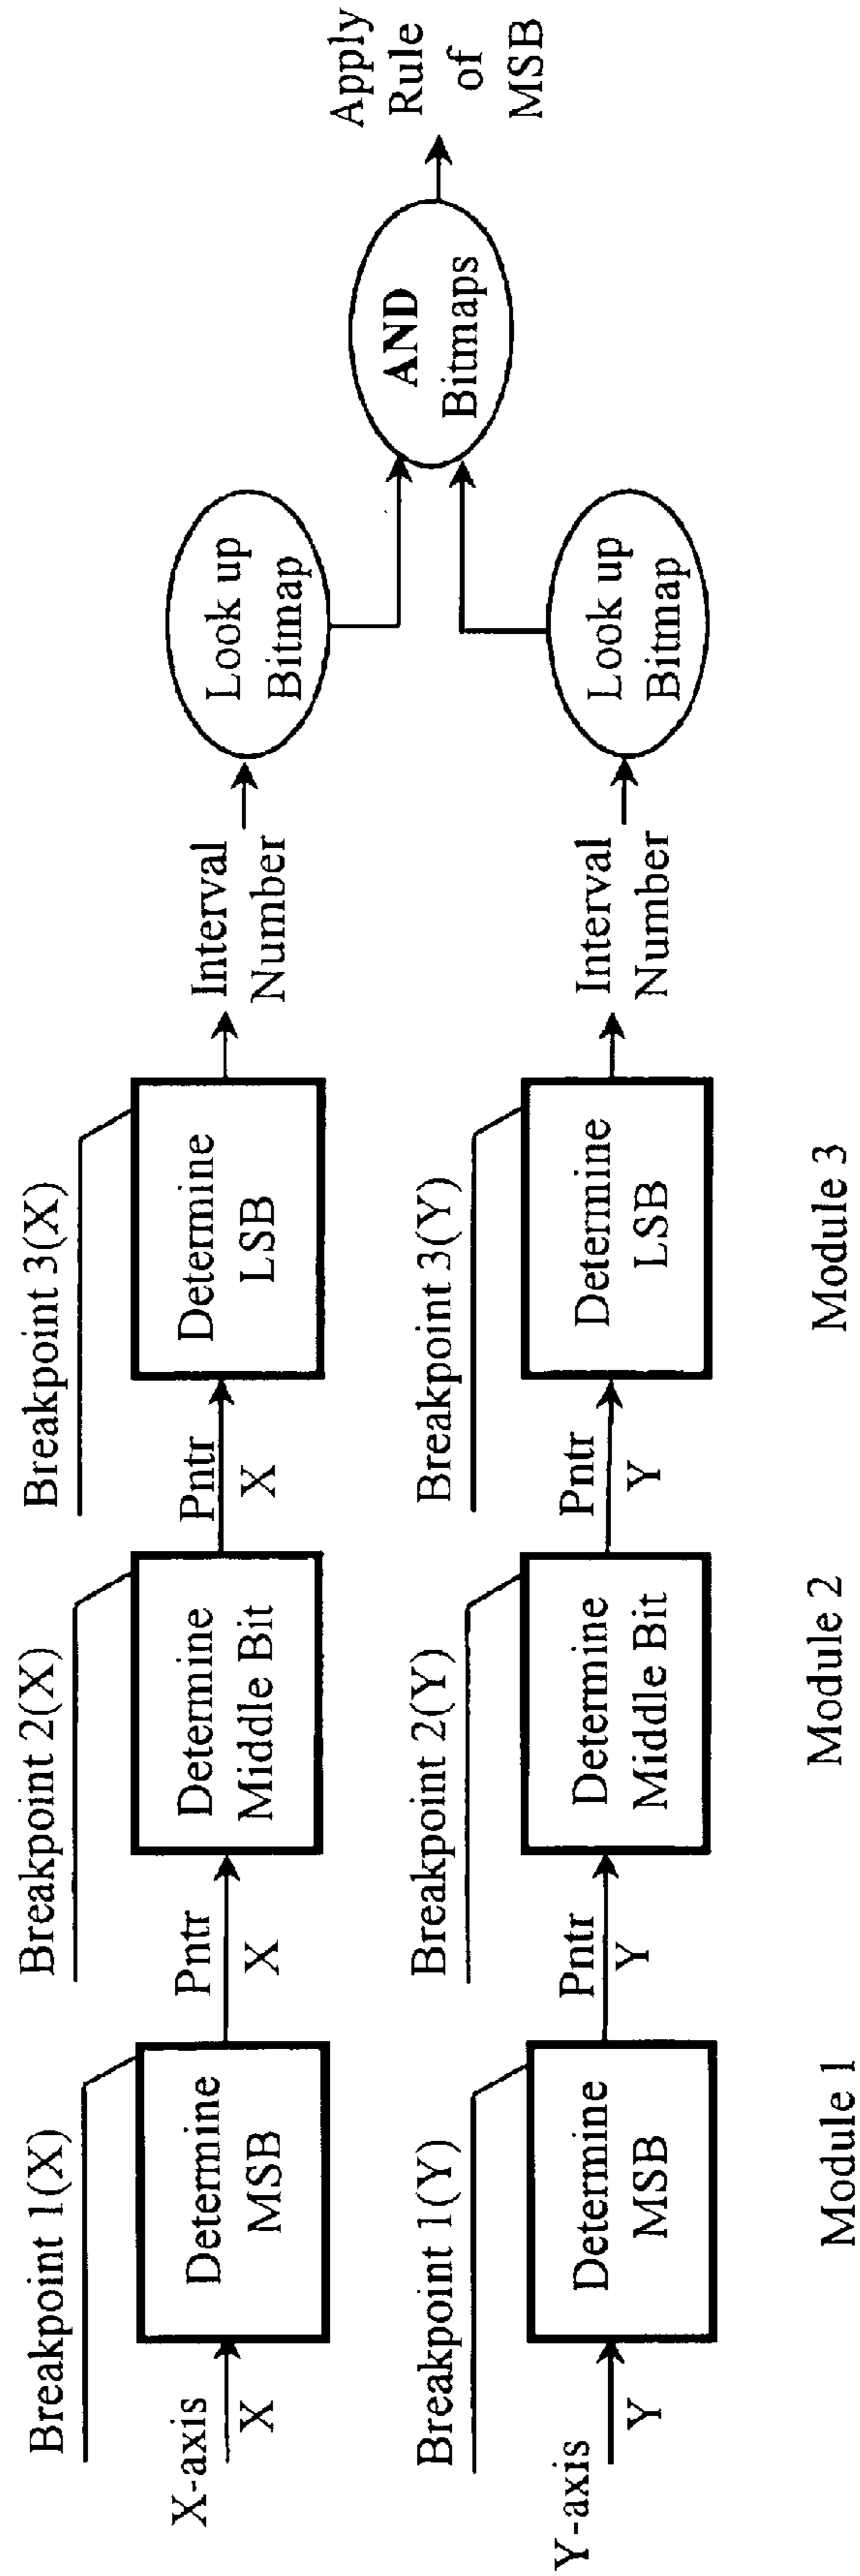 Breakpoint 1(X)
X-axis
X
Determine
MSB
Pntr
X
Breakpoint 2(X)
Determine
Middle Bit
Pntr
X
Breakpoint 3(X)
Determine
LSB
Interval
Number
Look up
Bitmap
Breakpoint 1(Y)
Y-axis
Y
Determine
MSB
Pntr
Y
Breakpoint 2(Y)
Determine
Middle Bit
Pntr
Y
Breakpoint 3(Y)
Determine
LSB
Interval
Number
Look up
Bitmap
AND
Bitmaps
Apply
Rule
of
MSB
Module 1
Module 2
Module 3